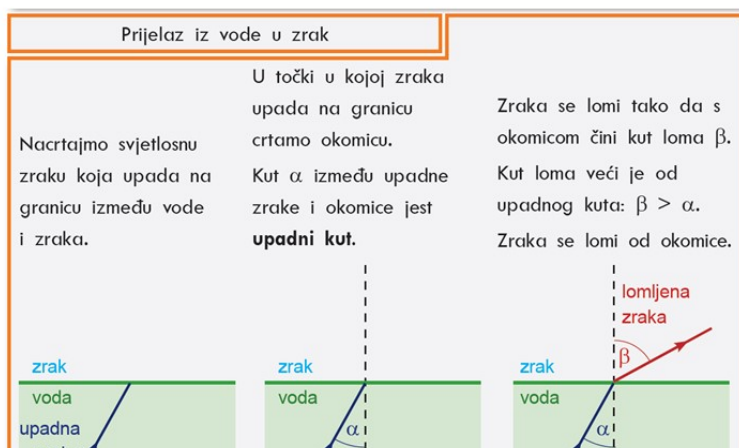 Prijelaz iz vode u zrak
Nacrtajmo svjetlosnu
zraku koja upada na
granicu između vode
i zraka.
U točki u kojoj zraka
upada na granicu
crtamo okomicu.
Kut α između upadne
zrake i okomice jest
upadni kut.
Zraka se lomi tako da s
okomicom čini kut loma β.
Kut loma veći je od
upadnog kuta: β > α.
Zraka se lomi od okomice.
zrak
voda
upadna
zrak
voda
α
lomljena
zraka
β
zrak
voda
α